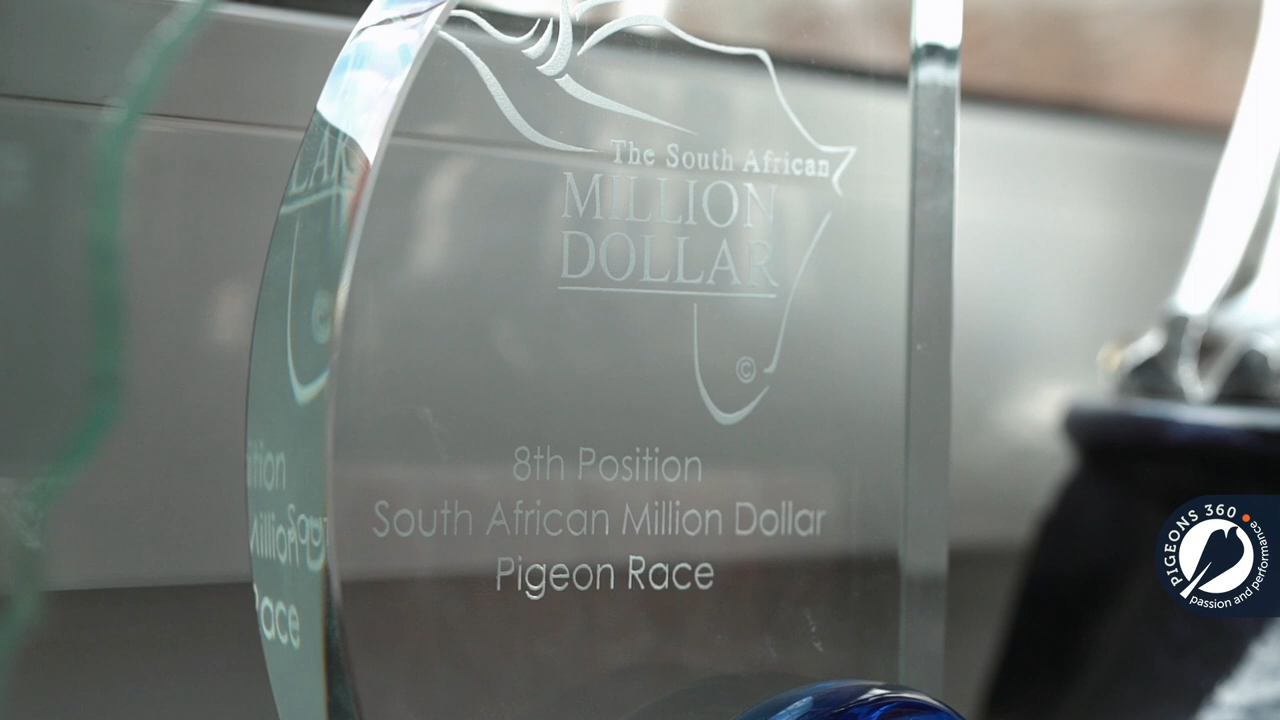 The South African
MILLION
DOLLAR
©
8th Position
South African Million Dollar
Pigeon Race
PIGEONS 360
passion and performance